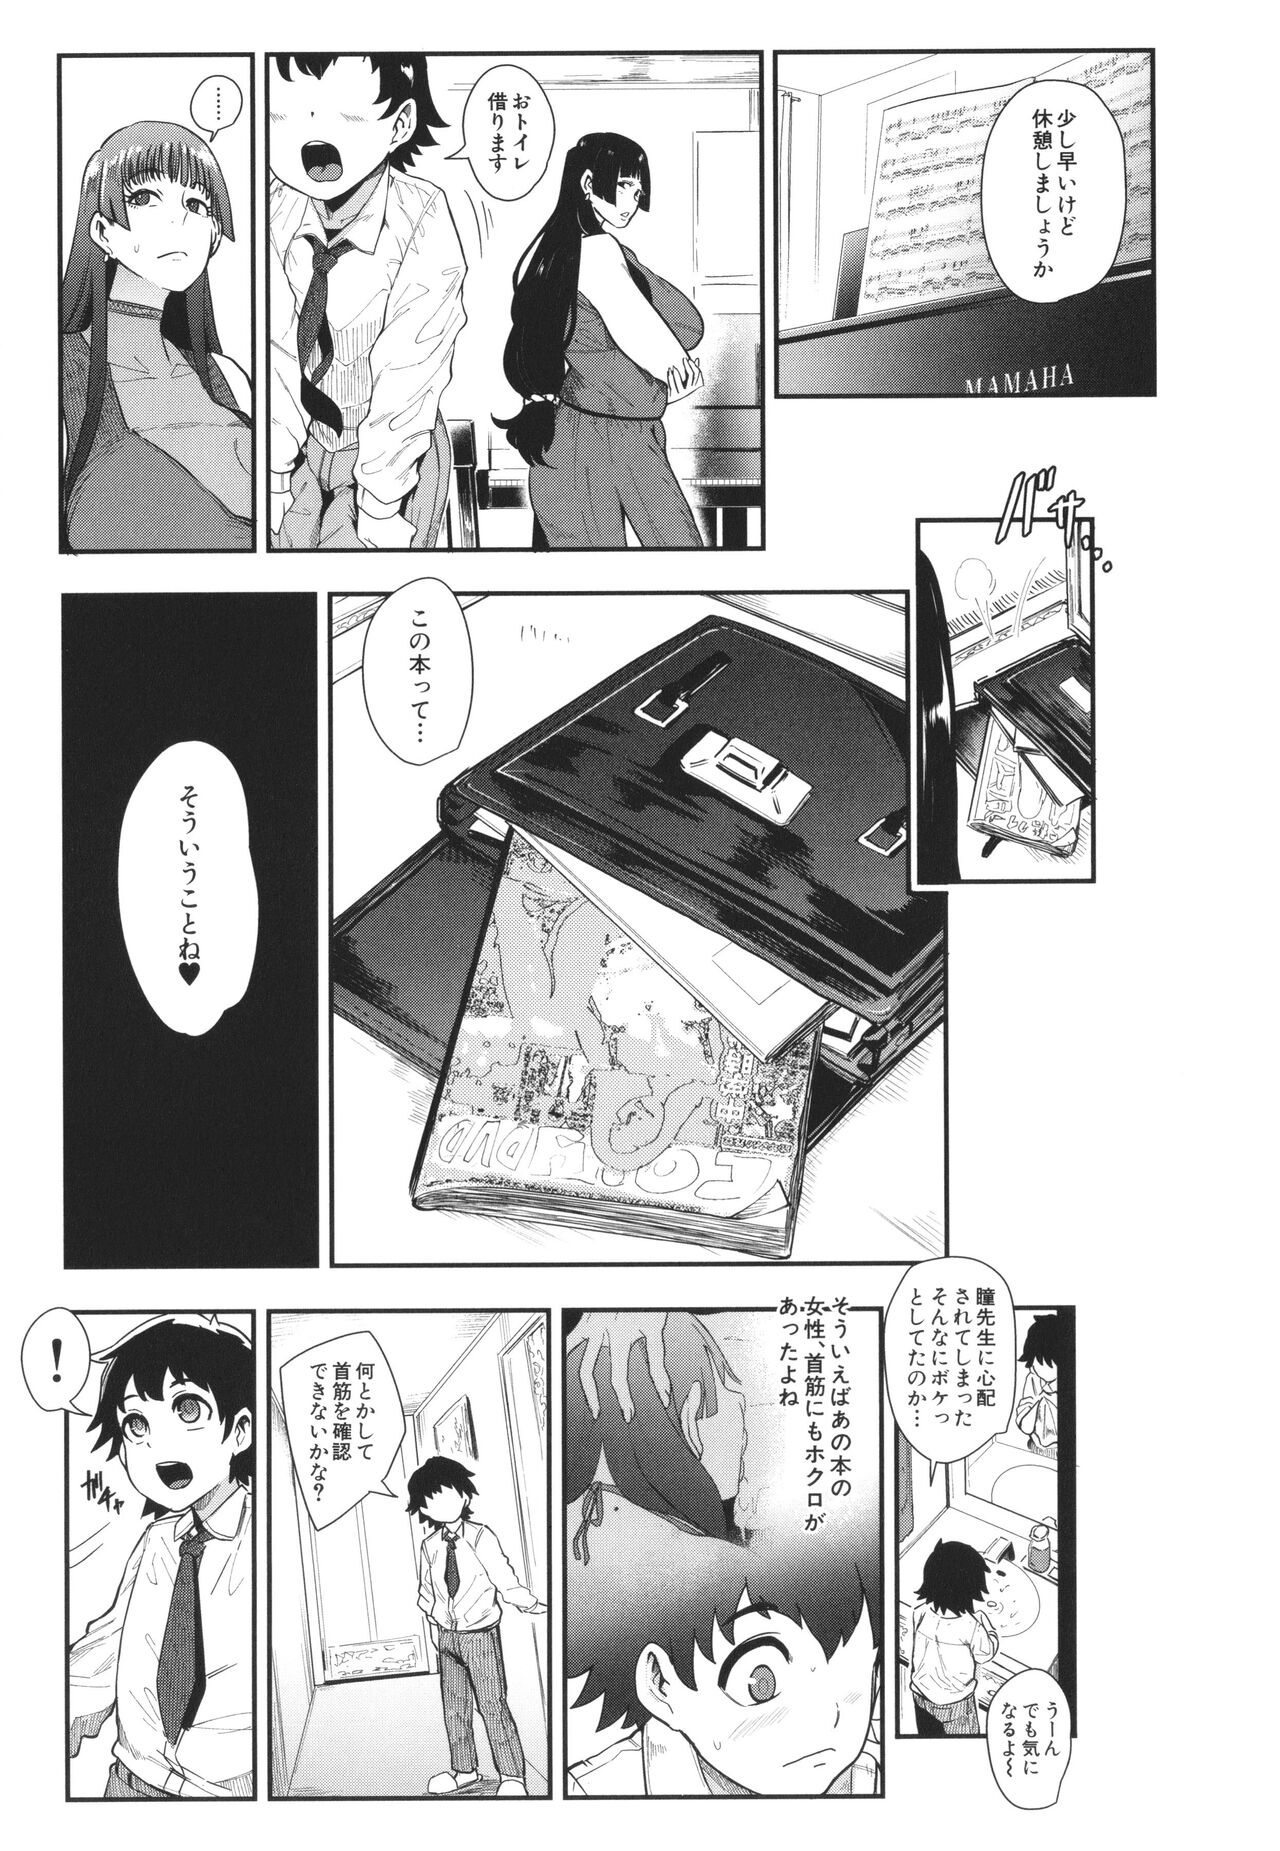 少し早いけど
休憩しましょうか
MAMAHA
おトイレ
借ります
……
バサ。。
この本って…
DVD
そういうことね♥
瞳先生に心配
されてしまった
そんなにボケっ
としてたのか…
うーん
でも気に
なるよ～
そういえばあの本の
女性、首筋にもホクロが
あったよね
何とかして
首筋を確認
できないかな？
ガチャ
！